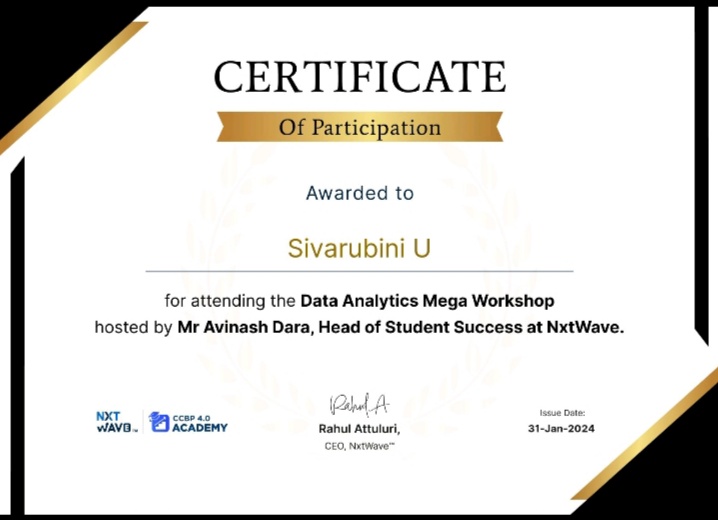 CERTIFICATE
Of Participation
Awarded to
Sivarubini U
for attending the Data Analytics Mega Workshop
hosted by Mr Avinash Dara, Head of Student Success at NxtWave.
NXT
WAVE™
CCBP 4.0
ACADEMY
Rahul A
Rahul Attuluri,
CEO, NxtWave™
Issue Date:
31-Jan-2024